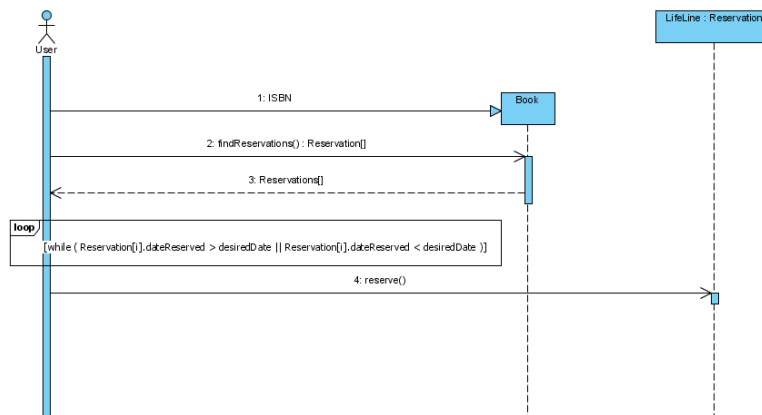 LifeLine : Reservation
User
1: ISBN
Book
2: findReservations() : Reservation[]
3: Reservations[]
loop
[while ( Reservation[i].dateReserved > desiredDate || Reservation[i].dateReserved < desiredDate )]
4: reserve()